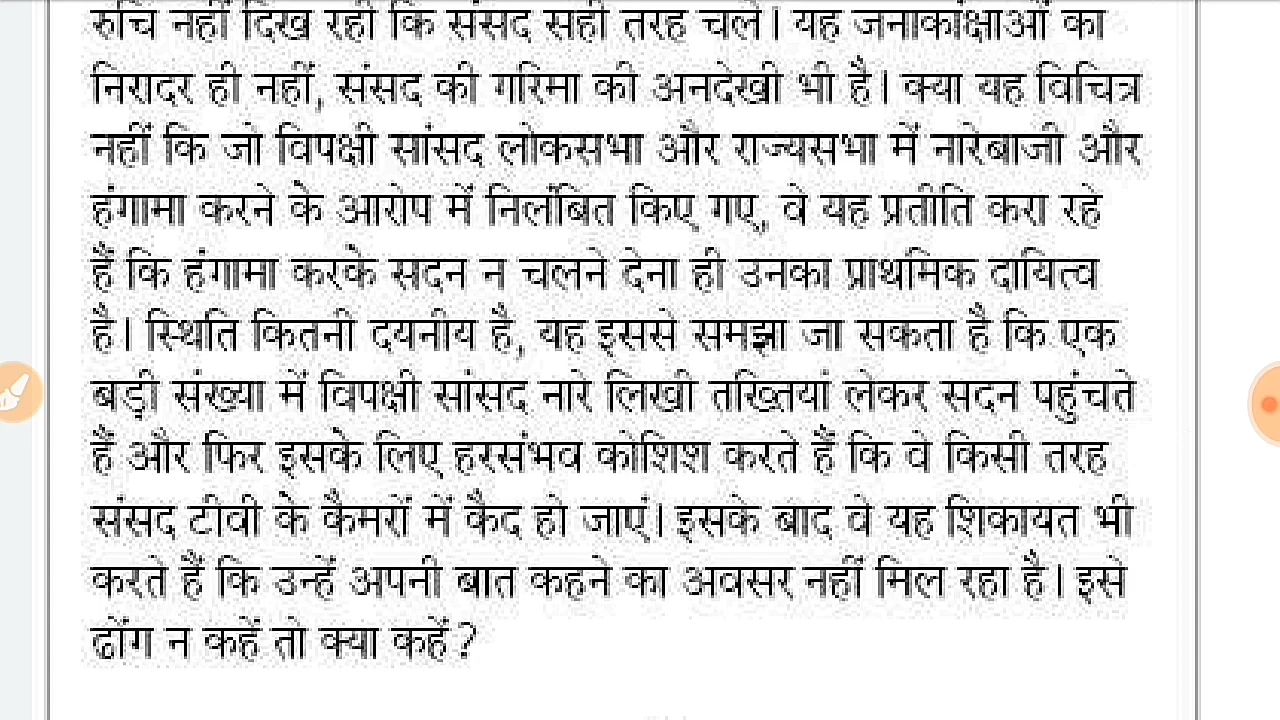 रुचि नहीं दिख रही कि संसद सही तरह चले। यह जनाकांक्षाओं का
निरादर ही नहीं, संसद की गरिमा की अनदेखी भी है। क्या यह विचित्र
नहीं कि जो विपक्षी सांसद लोकसभा और राज्यसभा में नारेबाजी और
हंगामा करने के आरोप में निलंबित किए गए, वे यह प्रतीति करा रहे
हैं कि हंगामा करके सदन न चलने देना ही उनका प्राथमिक दायित्व
है। स्थिति कितनी दयनीय है, यह इससे समझा जा सकता है कि एक
बड़ी संख्या में विपक्षी सांसद नारे लिखी तख्तियां लेकर सदन पहुंचते
हैं और फिर इसके लिए हरसंभव कोशिश करते हैं कि वे किसी तरह
संसद टीवी के कैमरों में कैद हो जाएं। इसके बाद वे यह शिकायत भी
करते हैं कि उन्हें अपनी बात कहने का अवसर नहीं मिल रहा है। इसे
ढोंग न कहें तो क्या कहें?